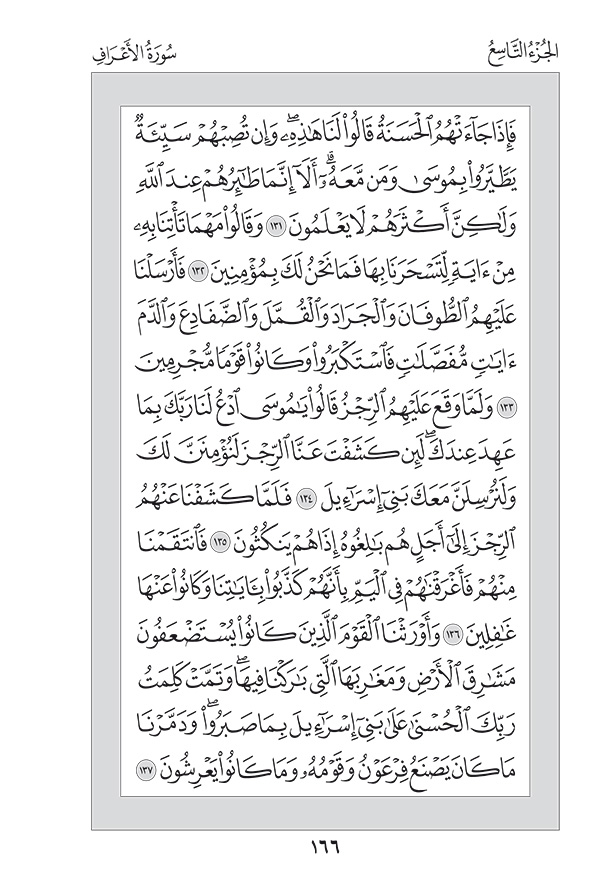 الجُزْءُ التَّاسِعُ
سُورَةُ الأَعْرَافِ
فَإِذَا جَآءَتْهُمُ ٱلْحَسَنَةُ قَالُوا۟ لَنَا هَٰذِهِۦۖ وَإِن تُصِبْهُمْ سَيِّئَةٌ
يَطَّيَّرُوا۟ بِمُوسَىٰ وَمَن مَّعَهُۥٓۗ أَلَآ إِنَّمَا طَٰٓئِرُهُمْ عِندَ ٱللَّهِ
وَلَٰكِنَّ أَكْثَرَهُمْ لَا يَعْلَمُونَ ١٣١ وَقَالُوا۟ مَهْمَا تَأْتِنَا بِهِۦ
مِنْ ءَايَةٍ لِّتَسْحَرَنَا بِهَا فَمَا نَحْنُ لَكَ بِمُؤْمِنِينَ ١٣٢ فَأَرْسَلْنَا
عَلَيْهِمُ ٱلطُّوفَانَ وَٱلْجَرَادَ وَٱلْقُمَّلَ وَٱلضَّفَادِعَ وَٱلدَّمَ
ءَايَٰتٍ مُّفَصَّلَٰتٍ فَٱسْتَكْبَرُوا۟ وَكَانُوا۟ قَوْمًا مُّجْرِمِينَ
١٣٣ وَلَمَّا وَقَعَ عَلَيْهِمُ ٱلرِّجْزُ قَالُوا۟ يَٰمُوسَى ٱدْعُ لَنَا رَبَّكَ بِمَا
عَهِدَ عِندَكَۖ لَئِن كَشَفْتَ عَنَّا ٱلرِّجْزَ لَنُؤْمِنَنَّ لَكَ
وَلَنُرْسِلَنَّ مَعَكَ بَنِىٓ إِسْرَٰٓءِيلَ ١٣٤ فَلَمَّا كَشَفْنَا عَنْهُمُ
ٱلرِّجْزَ إِلَىٰٓ أَجَلٍ هُم بَٰلِغُوهُ إِذَا هُمْ يَنكُثُونَ ١٣٥ فَٱنتَقَمْنَا
مِنْهُمْ فَأَغْرَقْنَٰهُمْ فِى ٱلْيَمِّ بِأَنَّهُمْ كَذَّبُوا۟ بِـَٔايَٰتِنَا وَكَانُوا۟ عَنْهَا
غَٰفِلِينَ ١٣٦ وَأَوْرَثْنَا ٱلْقَوْمَ ٱلَّذِينَ كَانُوا۟ يُسْتَضْعَفُونَ
مَشَٰرِقَ ٱلْأَرْضِ وَمَغَٰرِبَهَا ٱلَّتِى بَٰرَكْنَا فِيهَاۖ وَتَمَّتْ كَلِمَتُ
رَبِّكَ ٱلْحُسْنَىٰ عَلَىٰ بَنِىٓ إِسْرَٰٓءِيلَ بِمَا صَبَرُوا۟ۖ وَدَمَّرْنَا
مَا كَانَ يَصْنَعُ فِرْعَوْنُ وَقَوْمُهُۥ وَمَا كَانُوا۟ يَعْرِشُونَ ١٣٧
١٦٦